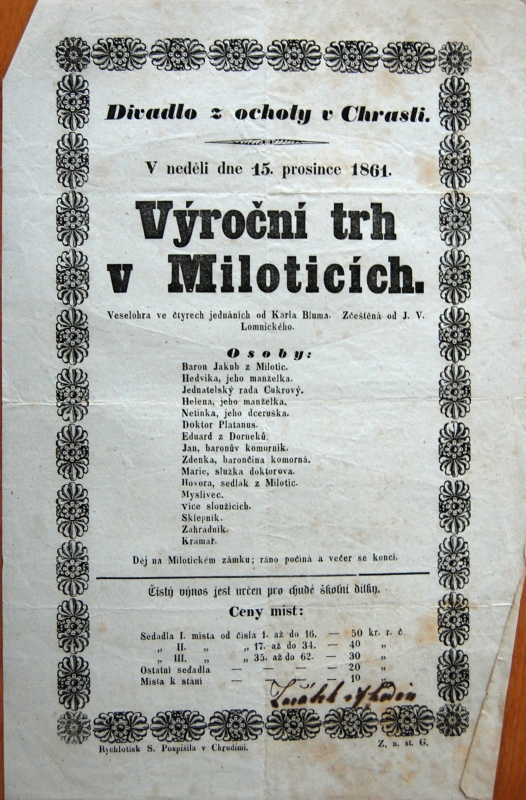 Divadlo z ochoty v Chrasti.
V neděli dne 15. prosince 1861.
Výroční trh
v Miloticích.
Veselohra ve čtyrech jednáních od Karla Bluma. Zčeštěná od J. V.
Lomnického.
Osoby:
Baron Jakub z Milotic.
Hedvika, jeho manželka.
Jednatelský rada Cukrový.
Helena, jeho manželka.
Netinka, jeho dceruška.
Doktor Platanus.
Eduard z Dorneků.
Jan, baronův komorník.
Zdenka, barončina komorná.
Marie, služka doktorova.
Hovora, sedlák z Milotic.
Myslivec.
Více sloužících.
Sklepník.
Zahradník.
Kramář.
Děj na Milotickém zámku; ráno počíná a večer se končí.
Čistý výnos jest určen pro chudé školní dítky.
Ceny míst:
Sedadla I. místa od čísla 1. až do 16. — 50 kr. r. č.
„ II. „ „ 17. až do 34. — 40 „
„ III. „ „ 35. až do 62. — 30 „
Ostatní sedadla — — — — 20 „
Místa k stání — — — — 10 „
Rychlotisk S. Pospíšila v Chrudimi.
Z. n. st. G.